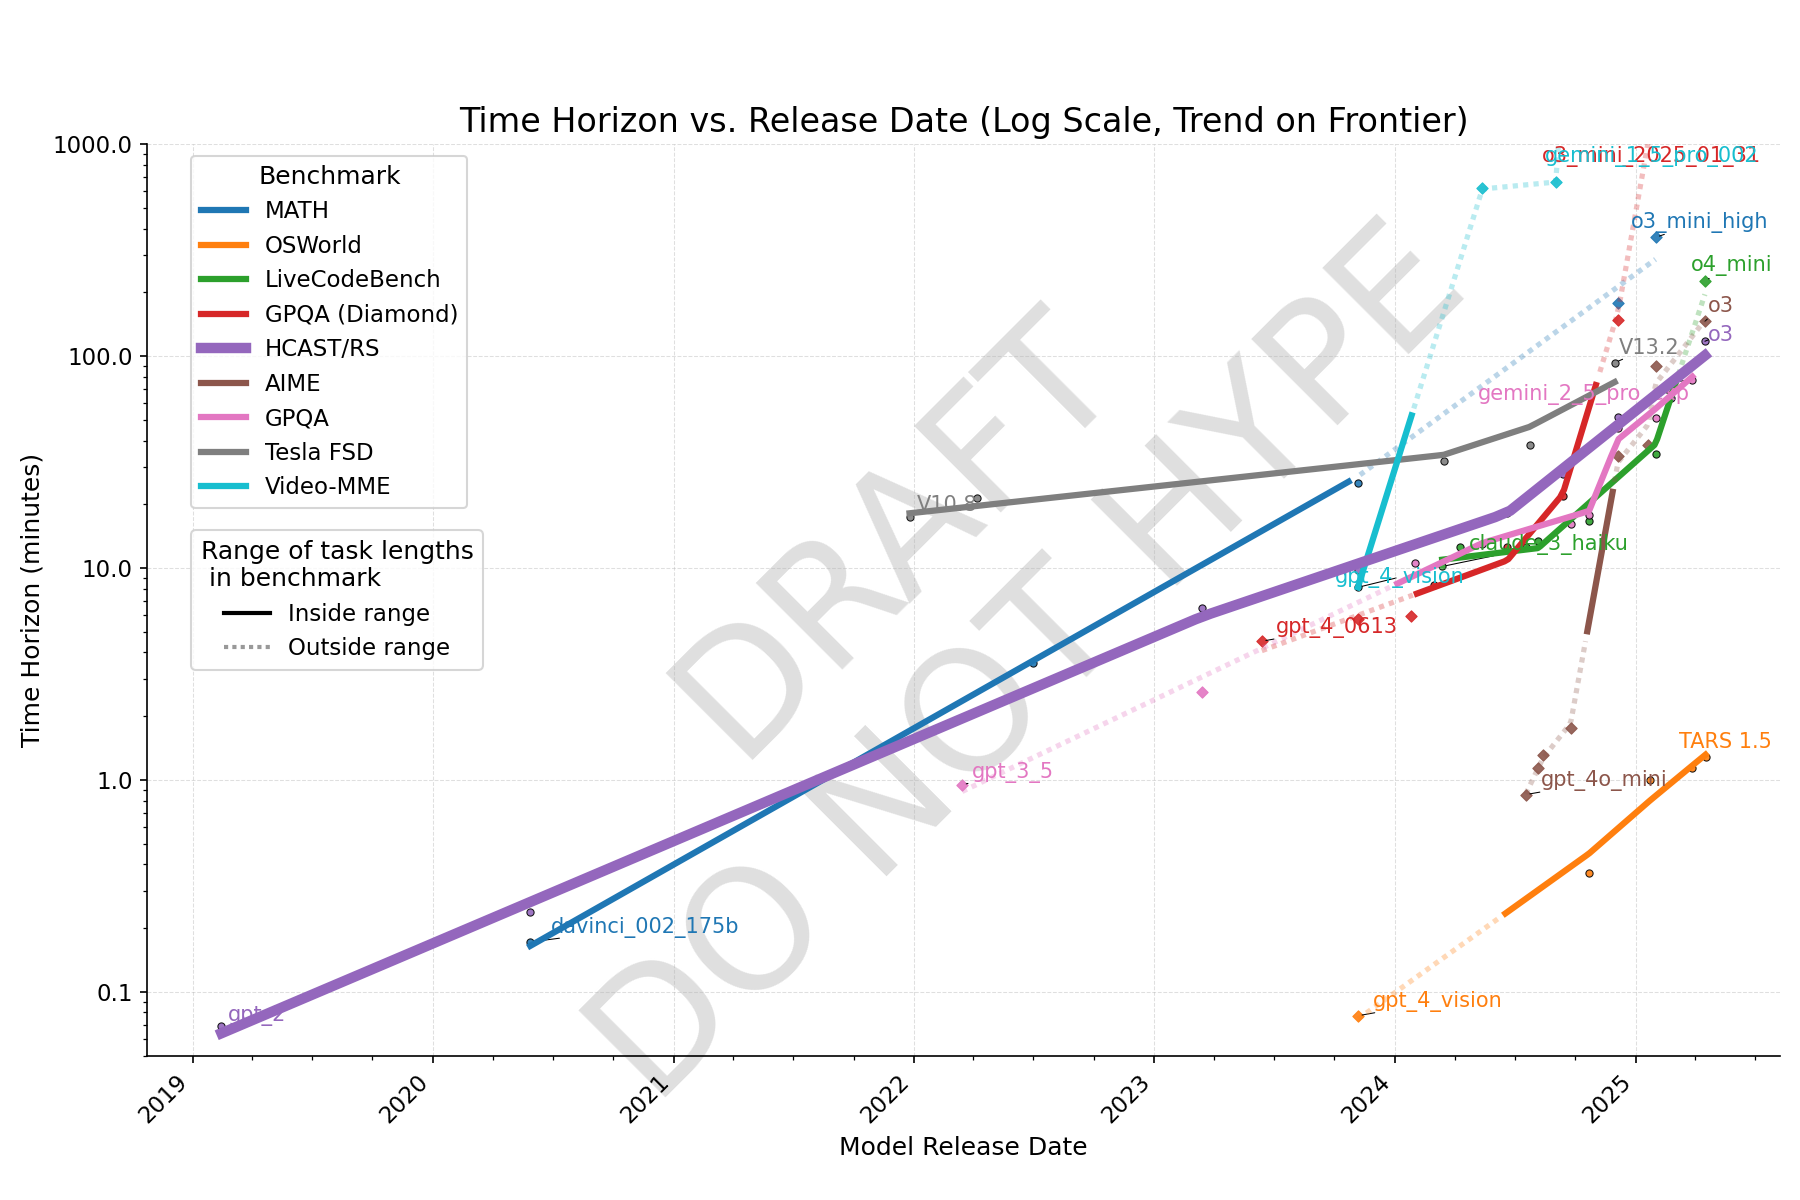 Time Horizon vs. Release Date (Log Scale, Trend on Frontier)
1000.0
100.0
10.0
1.0
0.1
Time Horizon (minutes)
Benchmark
MATH
OSWorld
LiveCodeBench
GPQA (Diamond)
HCAST/RS
AIME
GPQA
Tesla FSD
Video-MME
Range of task lengths
in benchmark
Inside range
Outside range
DRAFT
DO NOT HYPE
o3_mini_2025_01_31
gemini_1_5_pro_002
o3_mini_high
o4_mini
o3
o3
V13.2
gemini_2_5_pro_exp
V10.8
claude_3_haiku
gpt_4_vision
gpt_4_0613
gpt_3_5
TARS 1.5
gpt_4o_mini
davinci_002_175b
gpt_4_vision
gpt_2
2019
2020
2021
2022
2023
2024
2025
Model Release Date